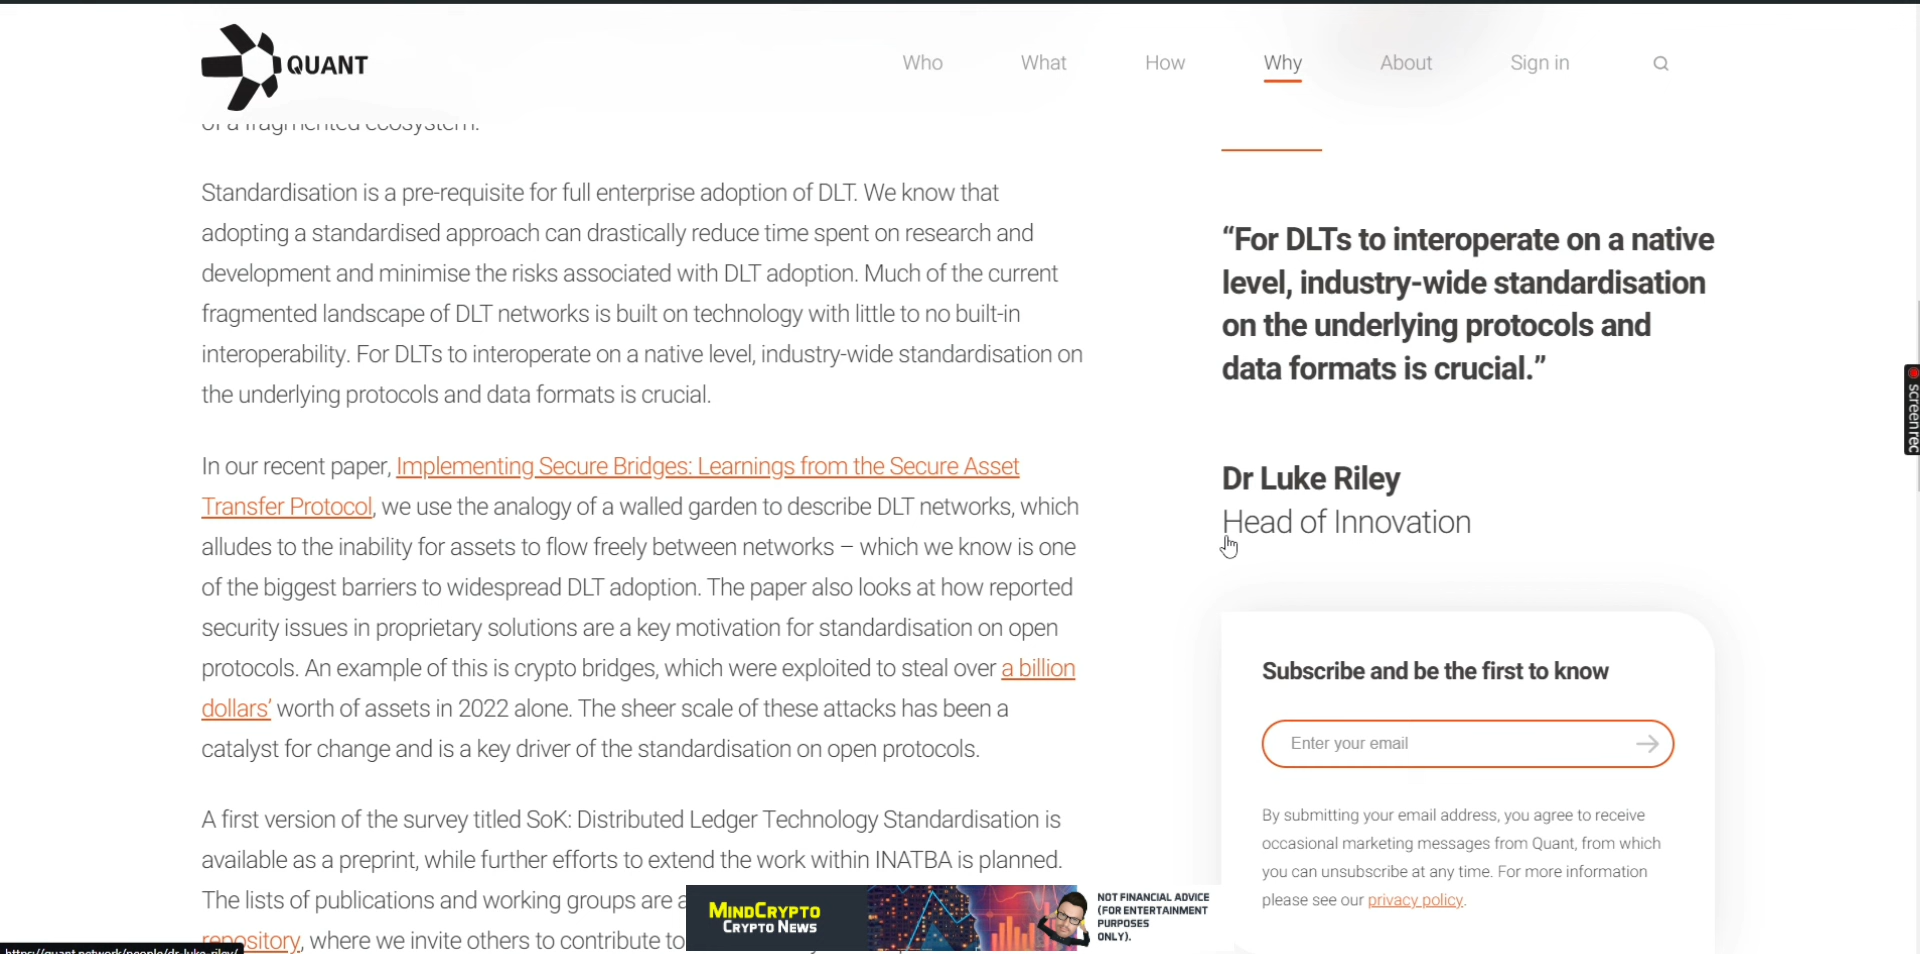 QUANT
Who
What
How
Why
About
Sign in
of a fragmented ecosystem.
Standardisation is a pre-requisite for full enterprise adoption of DLT. We know that
adopting a standardised approach can drastically reduce time spent on research and
development and minimise the risks associated with DLT adoption. Much of the current
fragmented landscape of DLT networks is built on technology with little to no built-in
interoperability. For DLTs to interoperate on a native level, industry-wide standardisation on
the underlying protocols and data formats is crucial.
In our recent paper, Implementing Secure Bridges: Learnings from the Secure Asset
Transfer Protocol, we use the analogy of a walled garden to describe DLT networks, which
alludes to the inability for assets to flow freely between networks – which we know is one
of the biggest barriers to widespread DLT adoption. The paper also looks at how reported
security issues in proprietary solutions are a key motivation for standardisation on open
protocols. An example of this is crypto bridges, which were exploited to steal over a billion
dollars’ worth of assets in 2022 alone. The sheer scale of these attacks has been a
catalyst for change and is a key driver of the standardisation on open protocols.
A first version of the survey titled SoK: Distributed Ledger Technology Standardisation is
available as a preprint, while further efforts to extend the work within INATBA is planned.
The lists of publications and working groups are a
repository, where we invite others to contribute to
“For DLTs to interoperate on a native
level, industry-wide standardisation
on the underlying protocols and
data formats is crucial.”
Dr Luke Riley
Head of Innovation
Subscribe and be the first to know
Enter your email
By submitting your email address, you agree to receive
occasional marketing messages from Quant, from which
you can unsubscribe at any time. For more information
please see our privacy policy.
MINDCRYPTO
CRYPTO NEWS
NOT FINANCIAL ADVICE
(FOR ENTERTAINMENT
PURPOSES
ONLY).
screen rec
https://quant.network/people/dr-luke-riley/